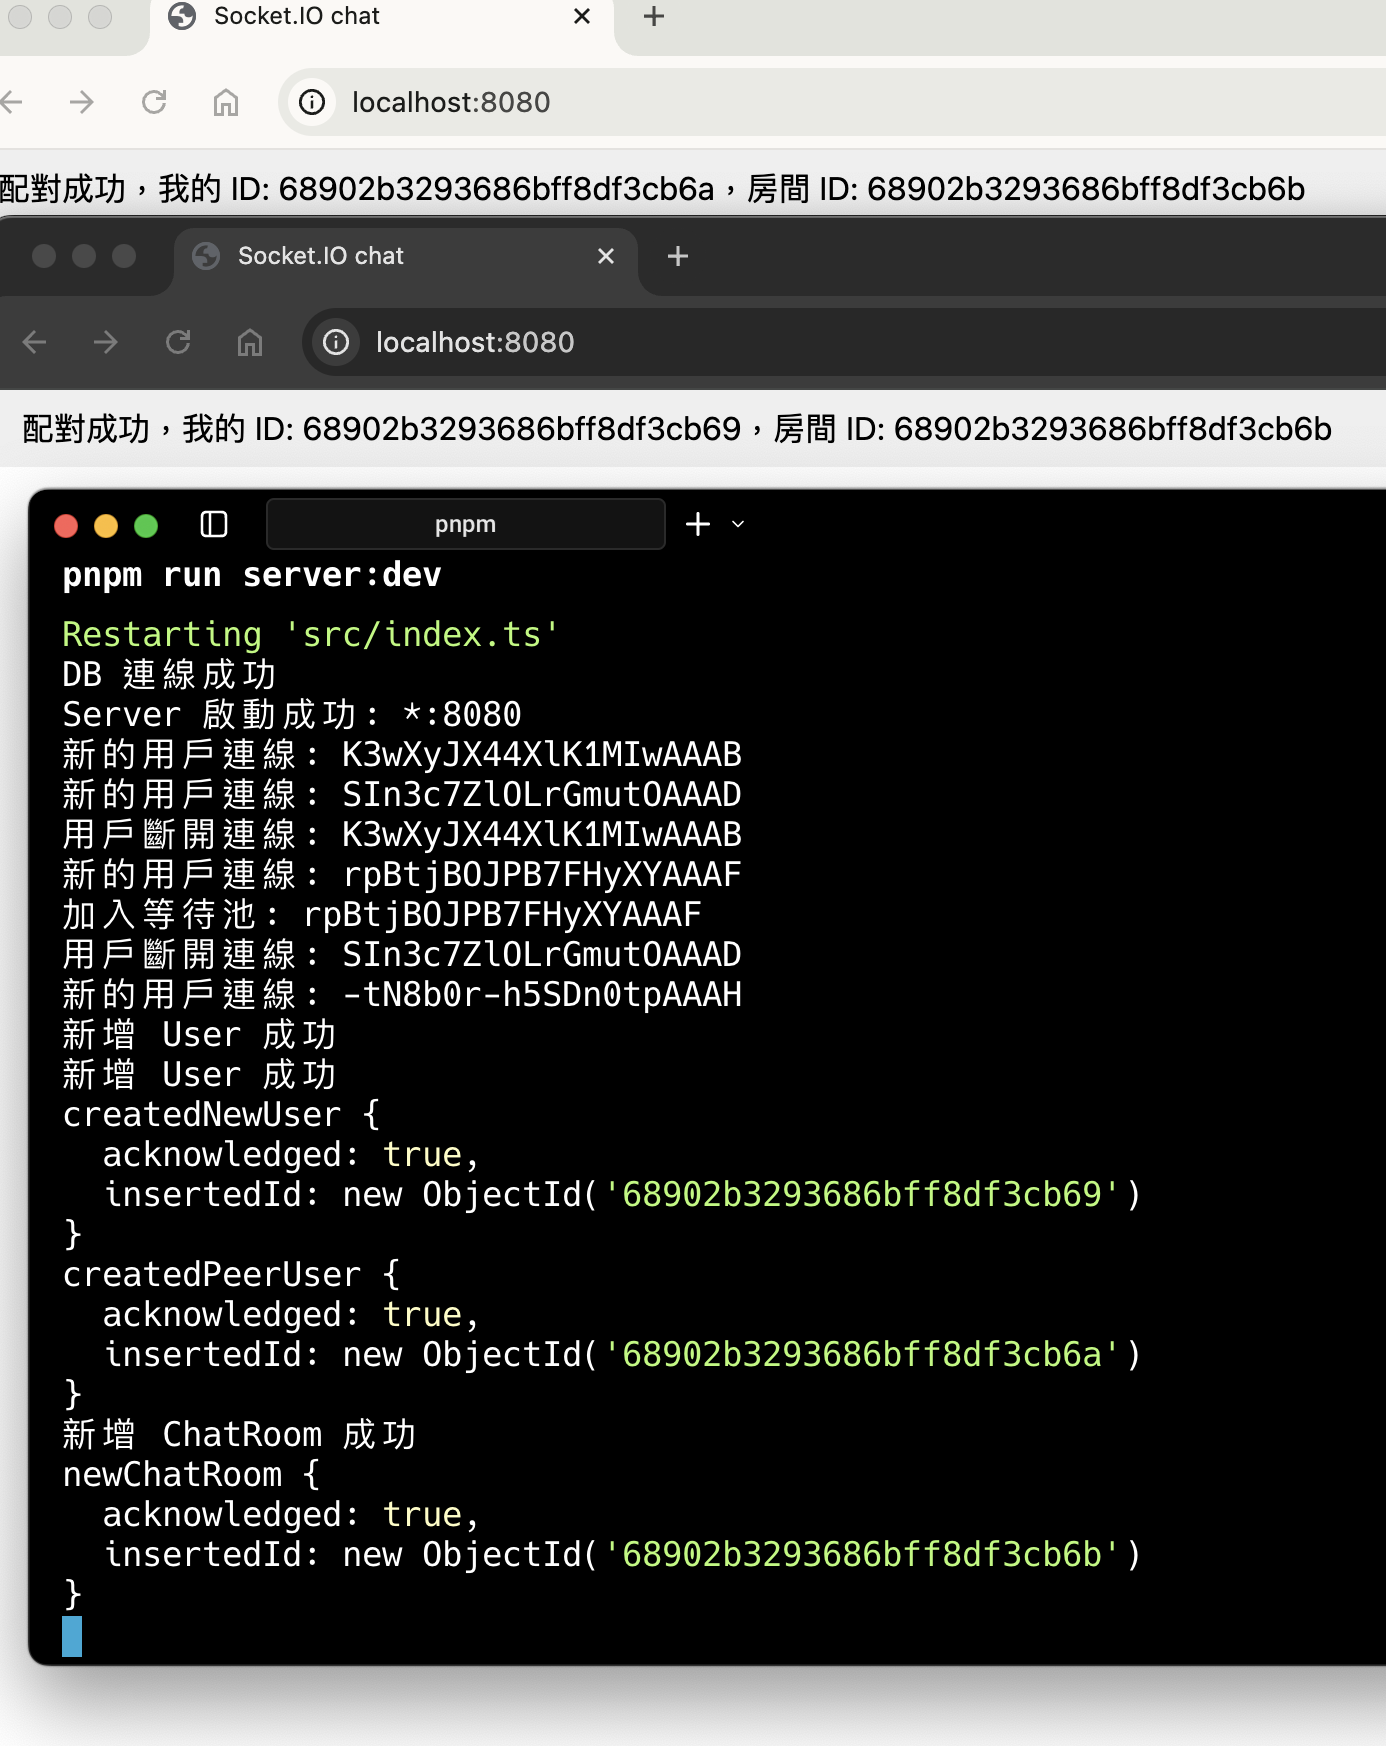 Socket.IO chat
localhost:8080
配對成功，我的 ID: 68902b3293686bff8df3cb6a，房間 ID: 68902b3293686bff8df3cb6b
Socket.IO chat
localhost:8080
配對成功，我的 ID: 68902b3293686bff8df3cb69，房間 ID: 68902b3293686bff8df3cb6b
pnpm
pnpm run server:dev
Restarting 'src/index.ts'
DB 連線成功
Server 啟動成功: *:8080
新的用戶連線: K3wXyJX44XlK1MIwAAAB
新的用戶連線: SIn3c7ZlOLrGmutOAAAD
用戶斷開連線: K3wXyJX44XlK1MIwAAAB
新的用戶連線: rpBtjBOJPB7FHyXYAAAF
加入等待池: rpBtjBOJPB7FHyXYAAAF
用戶斷開連線: SIn3c7ZlOLrGmutOAAAD
新的用戶連線: -tN8b0r-h5SDn0tpAAAH
新增 User 成功
新增 User 成功
createdNewUser {
  acknowledged: true,
  insertedId: new ObjectId('68902b3293686bff8df3cb69')
}
createdPeerUser {
  acknowledged: true,
  insertedId: new ObjectId('68902b3293686bff8df3cb6a')
}
新增 ChatRoom 成功
newChatRoom {
  acknowledged: true,
  insertedId: new ObjectId('68902b3293686bff8df3cb6b')
}